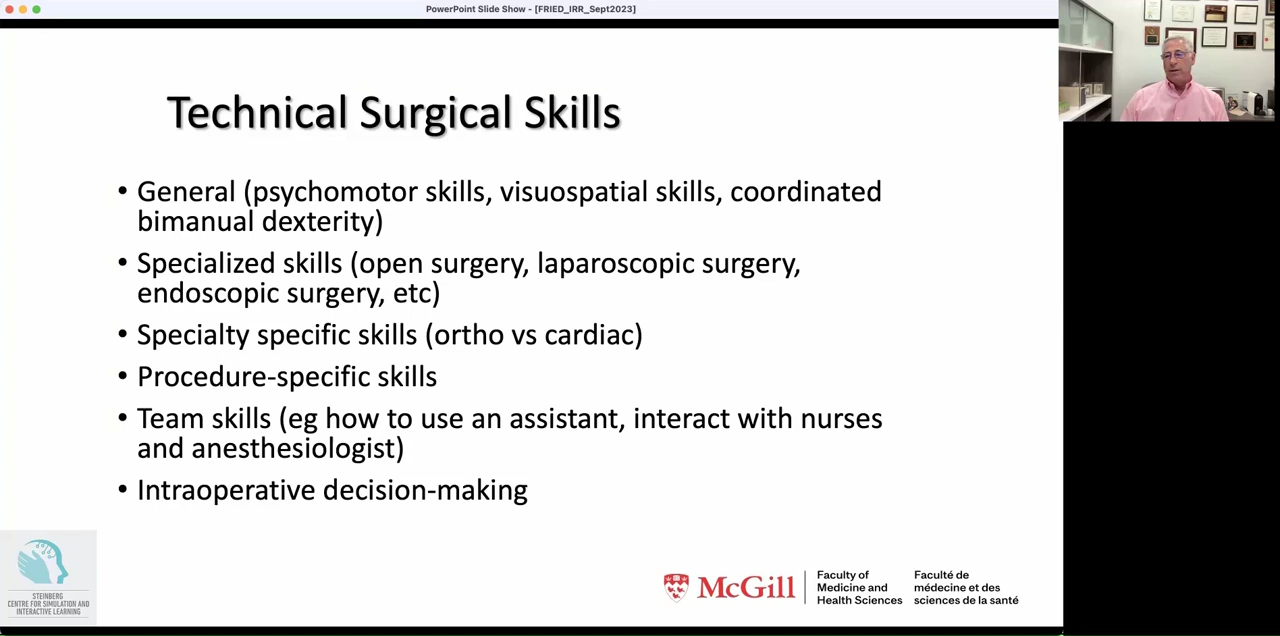 PowerPoint Slide Show - [FRIED_IRR_Sept2023]
Technical Surgical Skills
• General (psychomotor skills, visuospatial skills, coordinated
bimanual dexterity)
• Specialized skills (open surgery, laparoscopic surgery,
endoscopic surgery, etc)
• Specialty specific skills (ortho vs cardiac)
• Procedure-specific skills
• Team skills (eg how to use an assistant, interact with nurses
and anesthesiologist)
• Intraoperative decision-making
STEINBERG
CENTRE FOR SIMULATION AND
INTERACTIVE LEARNING
McGill
Faculty of
Medicine and
Health Sciences
Faculté de
médecine et des
sciences de la santé